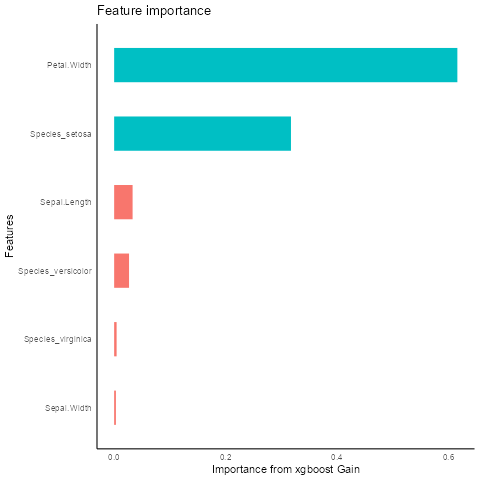 Feature importance
Features
Petal.Width
Species_setosa
Sepal.Length
Species_versicolor
Species_virginica
Sepal.Width
0.0 0.2 0.4 0.6
Importance from xgboost Gain